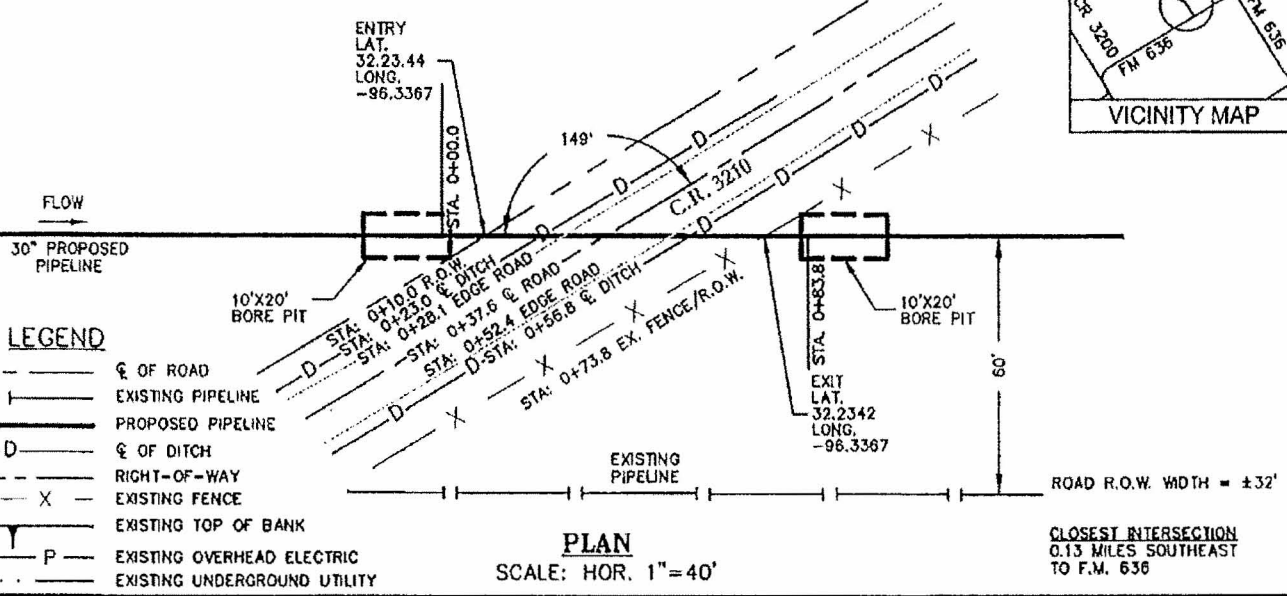 ENTRY
LAT.
32.23.44
LONG.
-96.3367
STA. 0+00.0
149'
C.R. 3210
CR 3200
FM 636
FM 636
VICINITY MAP
FLOW
30" PROPOSED
PIPELINE
10'X20'
BORE PIT
STA: 0+10.0 R.O.W.
D STA: 0+23.0 ℄ DITCH
STA: 0+28.1 EDGE ROAD
STA: 0+37.6 ℄ ROAD
STA: 0+52.4 EDGE ROAD
D-STA: 0+56.8 ℄ DITCH
STA: 0+73.8 EX. FENCE/R.O.W.
D
D
D
D
D
D
D
D
X
X
X
X
X
X
STA. 0+83.8
10'X20'
BORE PIT
EXIT
LAT.
32.2342
LONG.
-96.3367
60'
LEGEND
℄ OF ROAD
EXISTING PIPELINE
PROPOSED PIPELINE
D ℄ OF DITCH
RIGHT-OF-WAY
X EXISTING FENCE
EXISTING TOP OF BANK
P EXISTING OVERHEAD ELECTRIC
EXISTING UNDERGROUND UTILITY
EXISTING
PIPELINE
PLAN
SCALE: HOR. 1"=40'
ROAD R.O.W. WIDTH = ±32'
CLOSEST INTERSECTION
0.13 MILES SOUTHEAST
TO F.M. 636